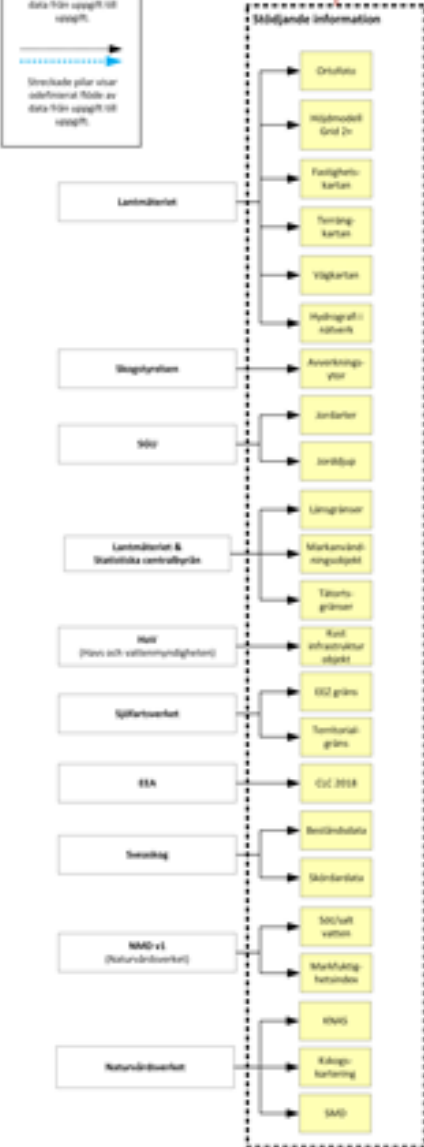 data från uppgift till
uppgift.
Streckade pilar visar
odefinierat flöde av
data från uppgift till
uppgift.
Stödjande information
Lantmäteriet
Ortofoto
Höjdmodell
Grid 2+
Fastighets-
kartan
Terräng-
kartan
Vägkartan
Hydrografi i
nätverk
Skogstyrelsen
Avverknings-
ytor
SGU
Jordarter
Jorddjup
Lantmäteriet &
Statistiska centralbyrån
Länsgränser
Markanvänd-
ningsobjekt
Tätorts-
gränser
HaV
(Havs och vattenmyndigheten)
Kust
infrastruktur
objekt
Sjöfartsverket
EEZ gräns
Territorial-
gräns
EEA
CLC 2018
Sveaskog
Beståndsdata
Skördardata
NMD v1
(Naturvårdsverket)
Söt/salt
vatten
Markfuktig-
hetsindex
Naturvårdsverket
KNAS
kartering
SMD